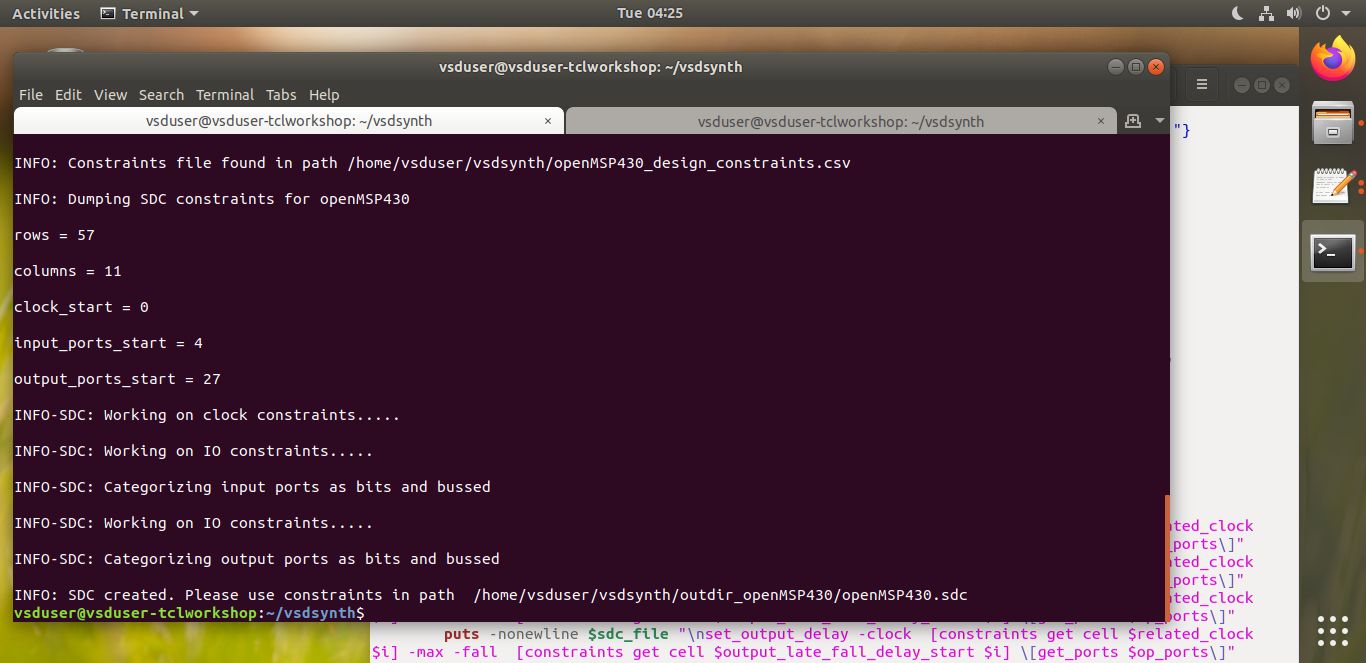 Activities Terminal Tue 04:25
vsduser@vsduser-tclworkshop: ~/vsdsynth
File Edit View Search Terminal Tabs Help
vsduser@vsduser-tclworkshop: ~/vsdsynth × vsduser@vsduser-tclworkshop: ~/vsdsynth ×
INFO: Constraints file found in path /home/vsduser/vsdsynth/openMSP430_design_constraints.csv
INFO: Dumping SDC constraints for openMSP430
rows = 57
columns = 11
clock_start = 0
input_ports_start = 4
output_ports_start = 27
INFO-SDC: Working on clock constraints.....
INFO-SDC: Working on IO constraints.....
INFO-SDC: Categorizing input ports as bits and bussed
INFO-SDC: Working on IO constraints.....
INFO-SDC: Categorizing output ports as bits and bussed
INFO: SDC created. Please use constraints in path  /home/vsduser/vsdsynth/outdir_openMSP430/openMSP430.sdc
vsduser@vsduser-tclworkshop:~/vsdsynth$
"}
ated_clock
_ports\]"
ated_clock
_ports\]"
ated_clock
p_ports\]"
puts -nonewline $sdc_file "\nset_output_delay -clock  [constraints get cell $related_clock
$i] -max -fall  [constraints get cell $output_late_fall_delay_start $i] \[get_ports $op_ports\]"